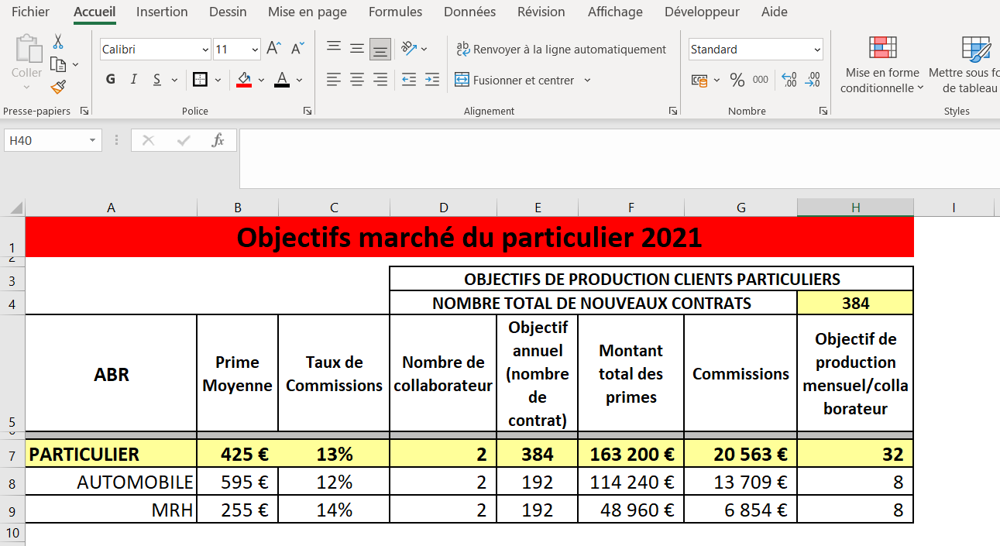 Fichier Accueil Insertion Dessin Mise en page Formules Données Révision Affichage Développeur Aide
Coller
Calibri 11
Renvoyer à la ligne automatiquement
Standard
G I S
Fusionner et centrer
% 000
Mise en forme
conditionnelle
Mettre sous fo
de tableau
Presse-papiers Police Alignement Nombre Styles
H40 fx
A B C D E F G H I
1 Objectifs marché du particulier 2021
2
3 OBJECTIFS DE PRODUCTION CLIENTS PARTICULIERS
4 NOMBRE TOTAL DE NOUVEAUX CONTRATS 384
5
ABR
Prime
Moyenne
Taux de
Commissions
Nombre de
collaborateur
Objectif
annuel
(nombre
de
contrat)
Montant
total des
primes
Commissions
Objectif de
production
mensuel/colla
borateur
6
7 PARTICULIER 425 € 13% 2 384 163 200 € 20 563 € 32
8 AUTOMOBILE 595 € 12% 2 192 114 240 € 13 709 € 8
9 MRH 255 € 14% 2 192 48 960 € 6 854 € 8
10